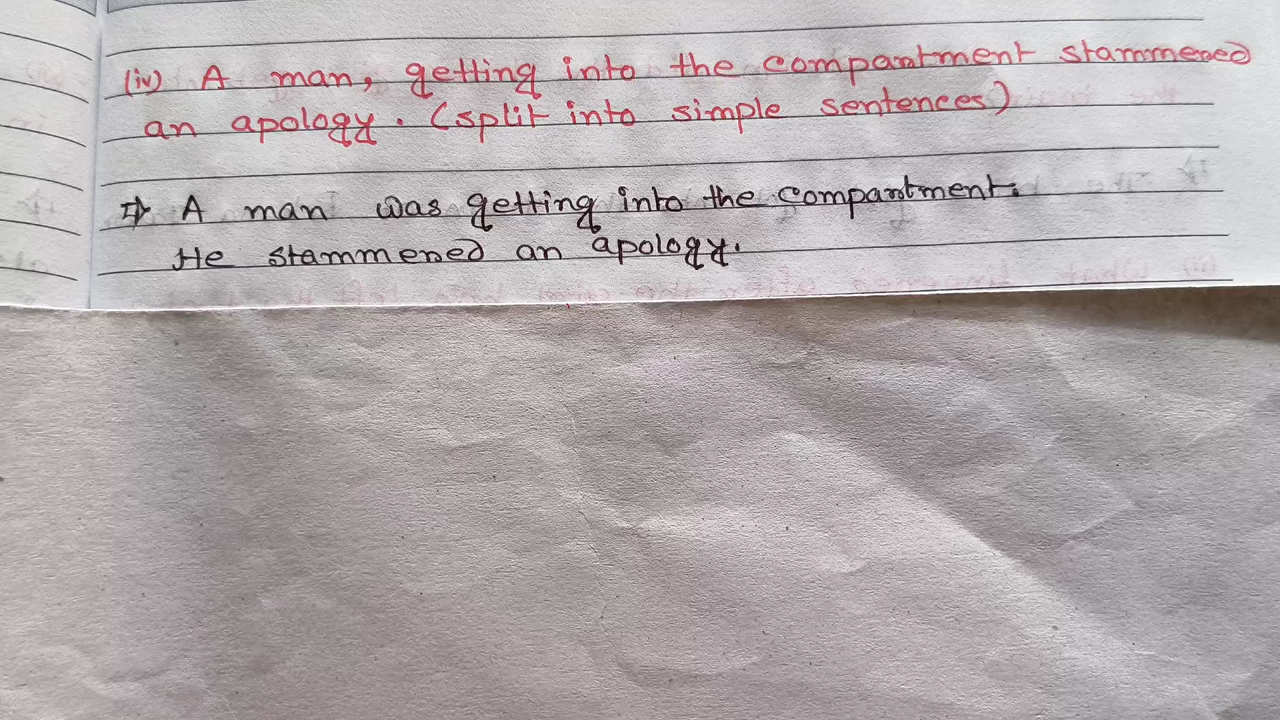 (iv) A man, getting into the compartment stammered
an apology. (split into simple sentences)
⇒ A man was getting into the compartment.
He stammered an apology.